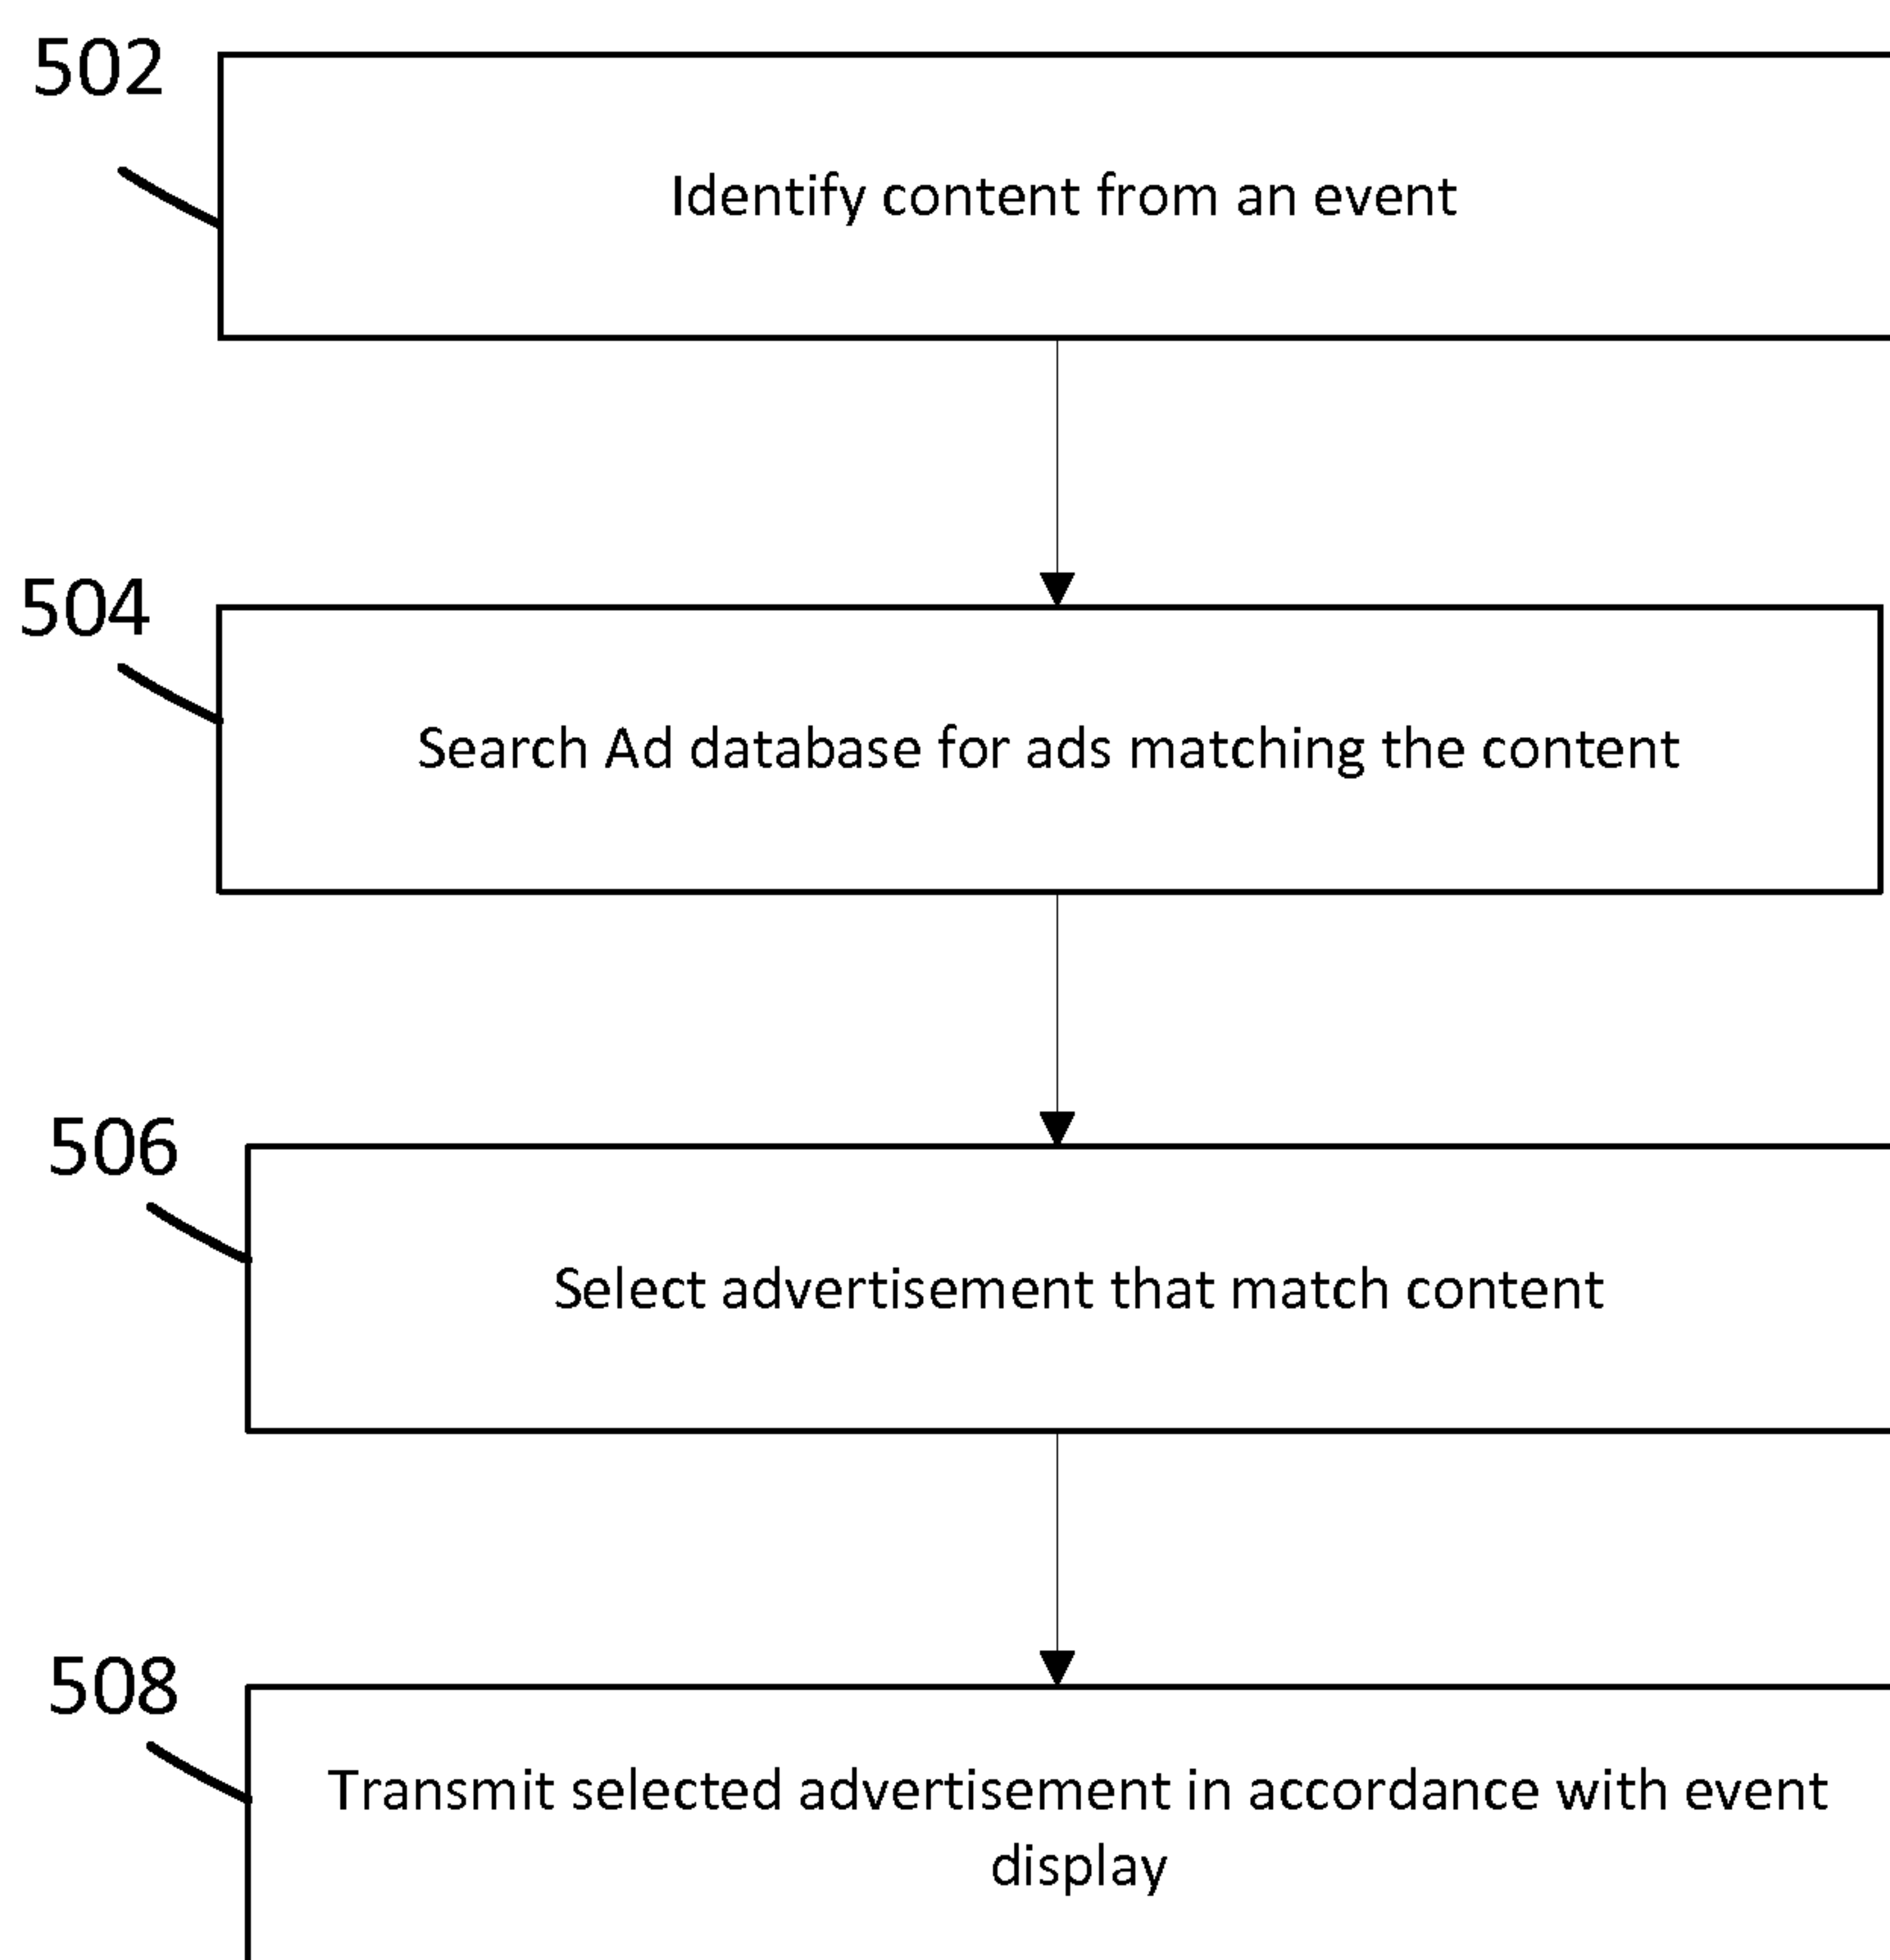 502
Identify content from an event
504
Search Ad database for ads matching the content
506
Select advertisement that match content
508
Transmit selected advertisement in accordance with event
display